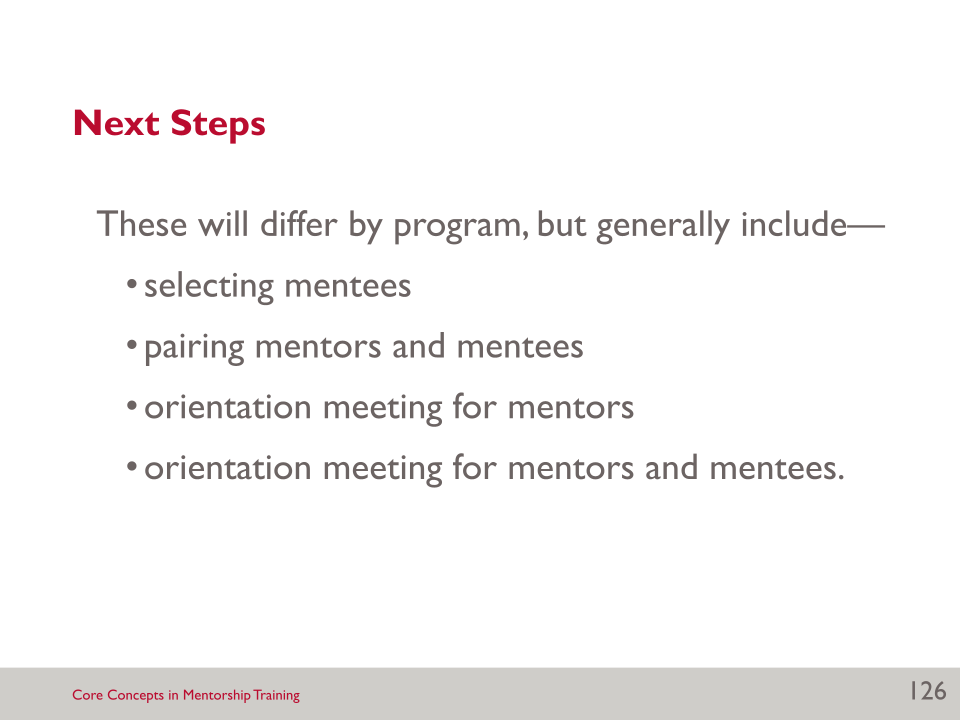 Next Steps
These will differ by program, but generally include—
• selecting mentees
• pairing mentors and mentees
• orientation meeting for mentors
• orientation meeting for mentors and mentees.
Core Concepts in Mentorship Training
126